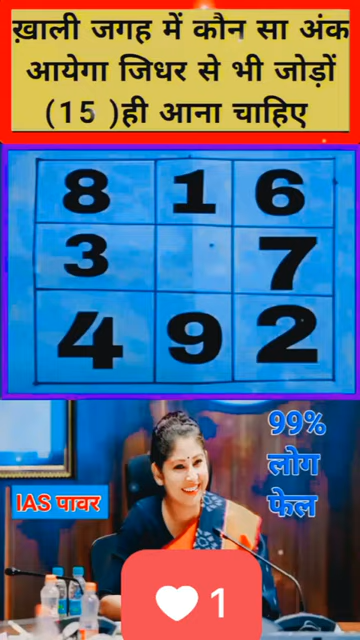 ख़ाली जगह में कौन सा अंक
आयेगा जिधर से भी जोड़ों
(15 )ही आना चाहिए
8 1 6
3 7
4 9 2
99%
लोग
फेल
IAS पावर
1